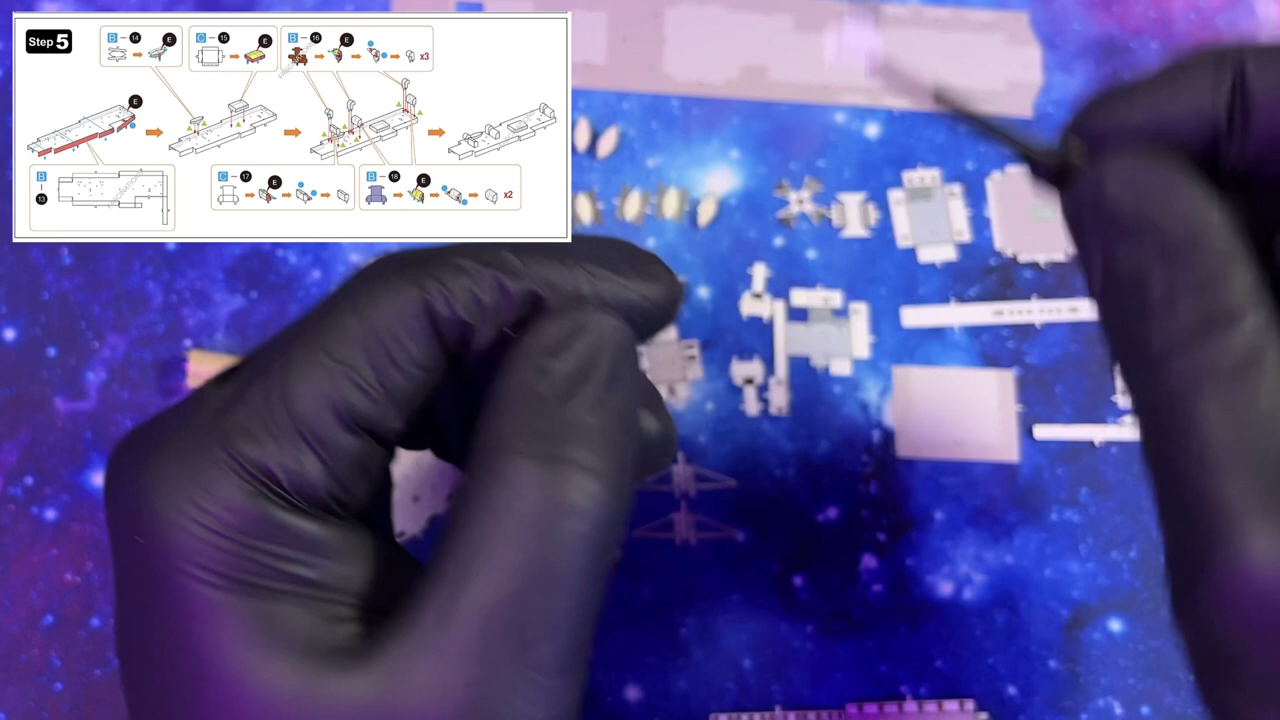 Step 5
B - 14
E
C - 15
E
B - 16
E
x3
E
B - 13
C - 17
E
B - 18
E
x2